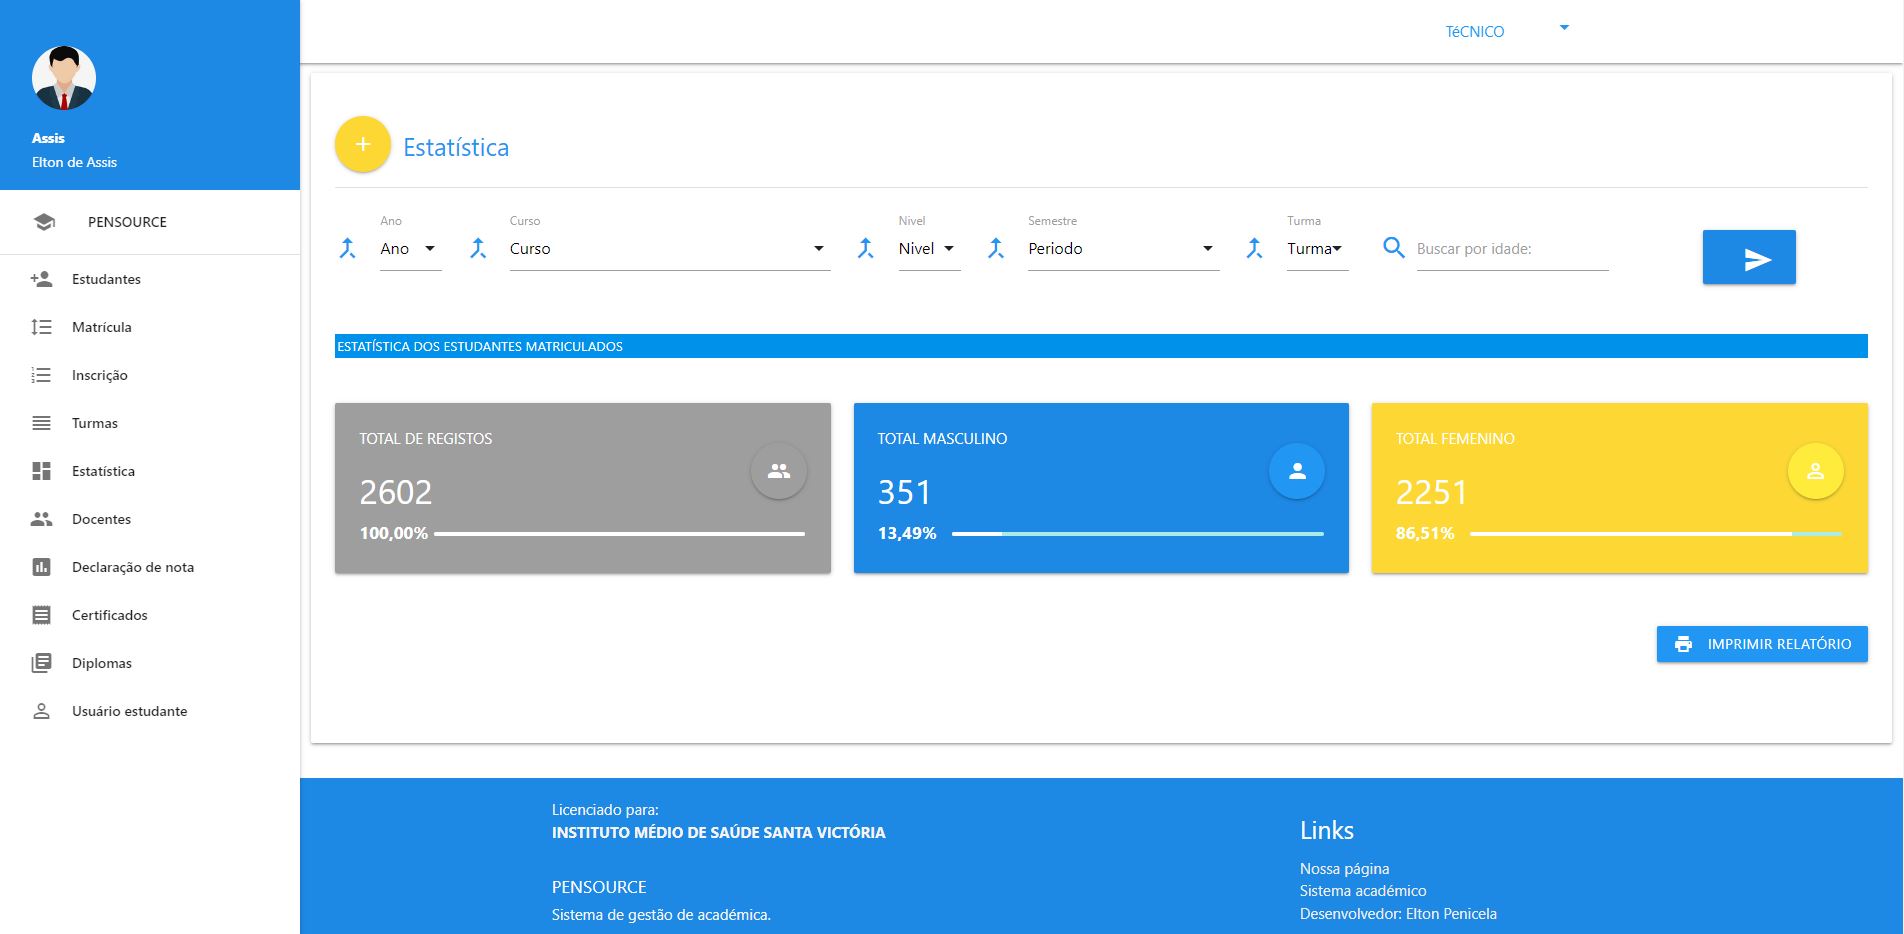 TéCNICO
Assis
Elton de Assis
PENSOURCE
Estudantes
Matrícula
Inscrição
Turmas
Estatística
Docentes
Declaração de nota
Certificados
Diplomas
Usuário estudante
Estatística
Ano
Curso
Nivel
Semestre
Turma
Ano
Curso
Nivel
Periodo
Turma
Buscar por idade:
ESTATÍSTICA DOS ESTUDANTES MATRICULADOS
TOTAL DE REGISTOS
2602
100,00%
TOTAL MASCULINO
351
13,49%
TOTAL FEMENINO
2251
86,51%
IMPRIMIR RELATÓRIO
Licenciado para:
INSTITUTO MÉDIO DE SAÚDE SANTA VICTÓRIA
PENSOURCE
Sistema de gestão de académica.
Links
Nossa página
Sistema académico
Desenvolvedor: Elton Penicela